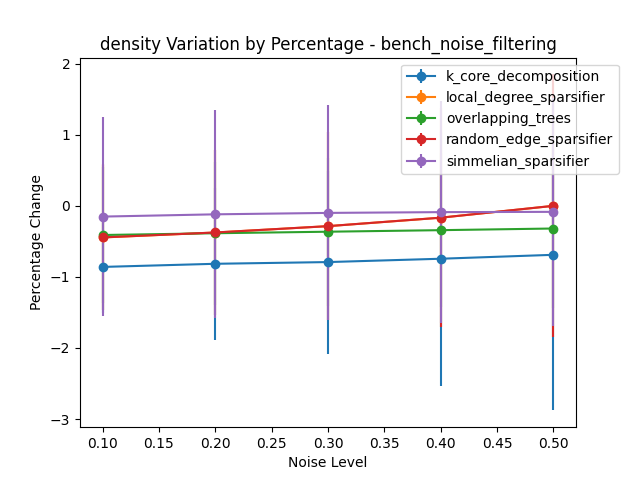 density Variation by Percentage - bench_noise_filtering
k_core_decomposition
local_degree_sparsifier
overlapping_trees
random_edge_sparsifier
simmelian_sparsifier
Percentage Change
2
1
0
−1
−2
−3
0.10 0.15 0.20 0.25 0.30 0.35 0.40 0.45 0.50
Noise Level